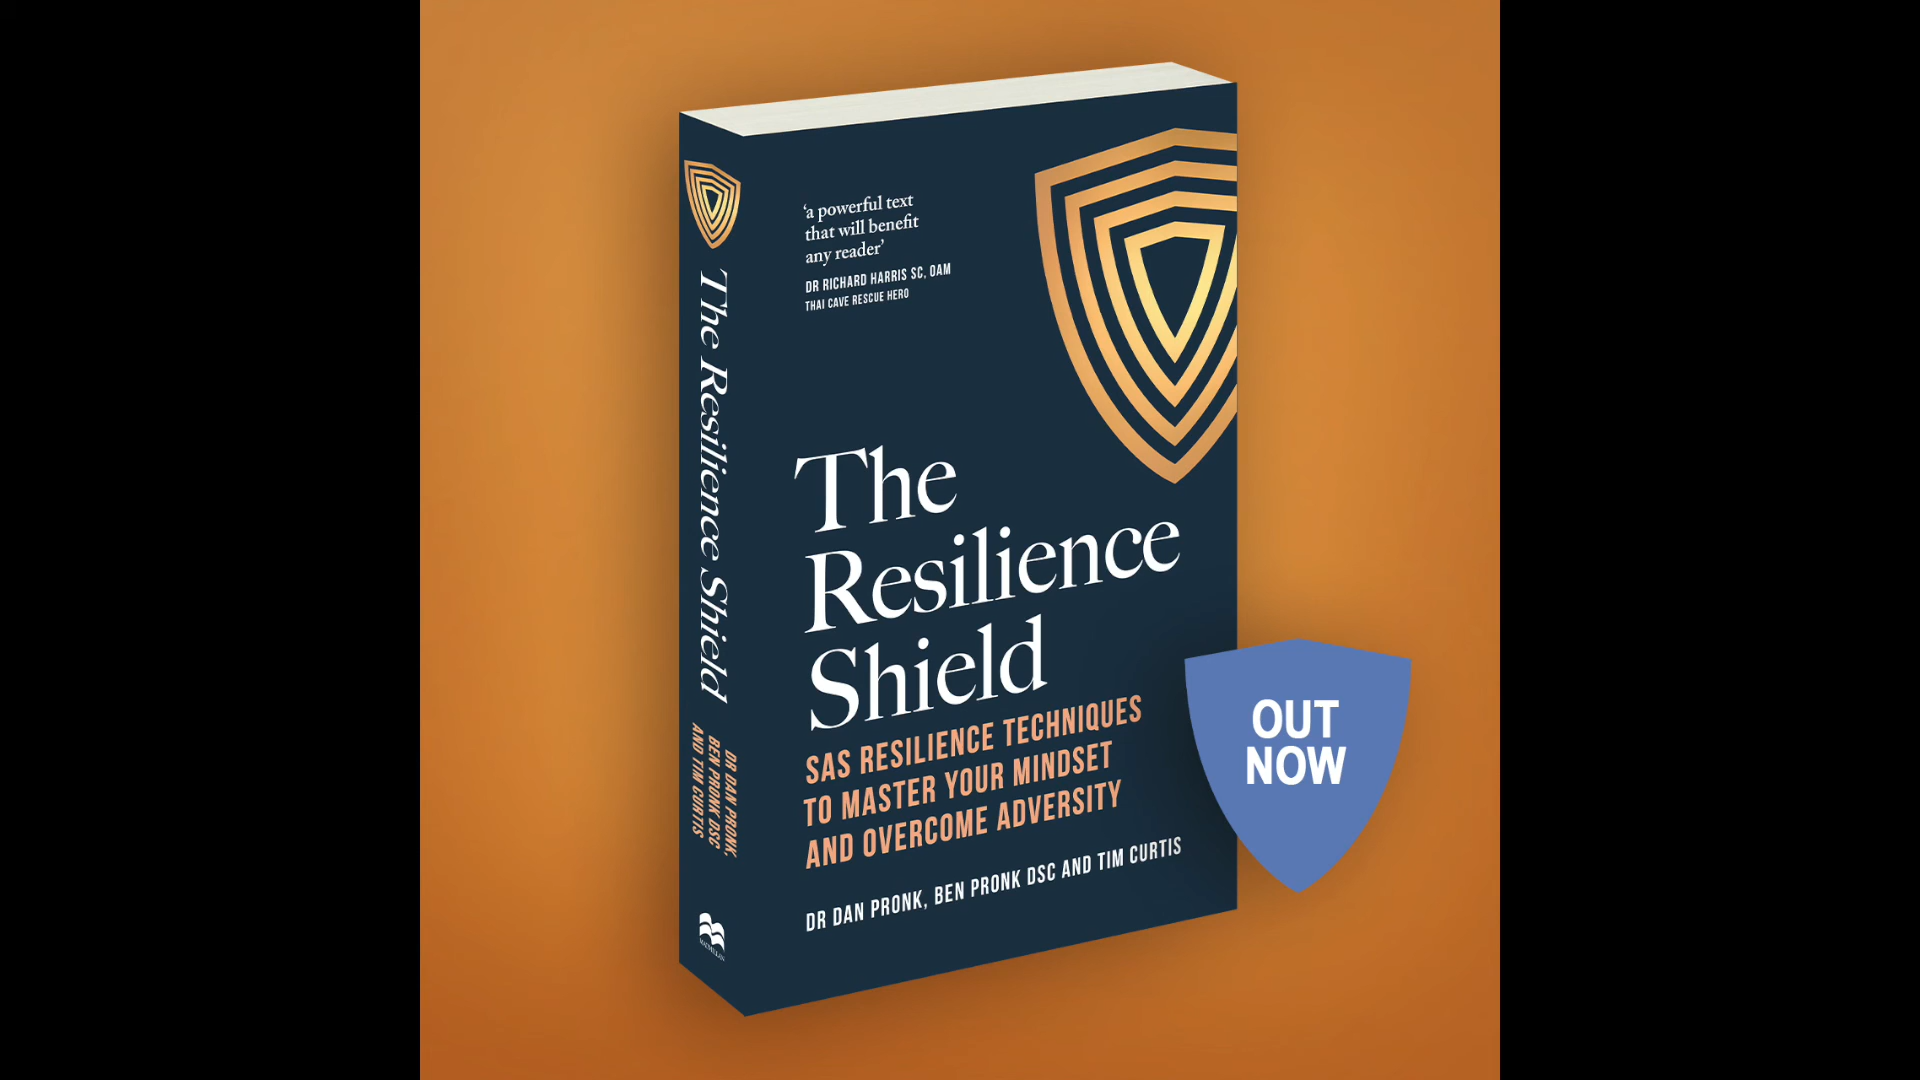 'a powerful text
that will benefit
any reader'
DR RICHARD HARRIS SC, OAM
THAI CAVE RESCUE HERO
The
Resilience
Shield
SAS RESILIENCE TECHNIQUES
TO MASTER YOUR MINDSET
AND OVERCOME ADVERSITY
DR DAN PRONK, BEN PRONK DSC AND TIM CURTIS
The Resilience Shield
DR DAN PRONK,
BEN PRONK DSC
AND TIM CURTIS
MACMILLAN
OUT
NOW